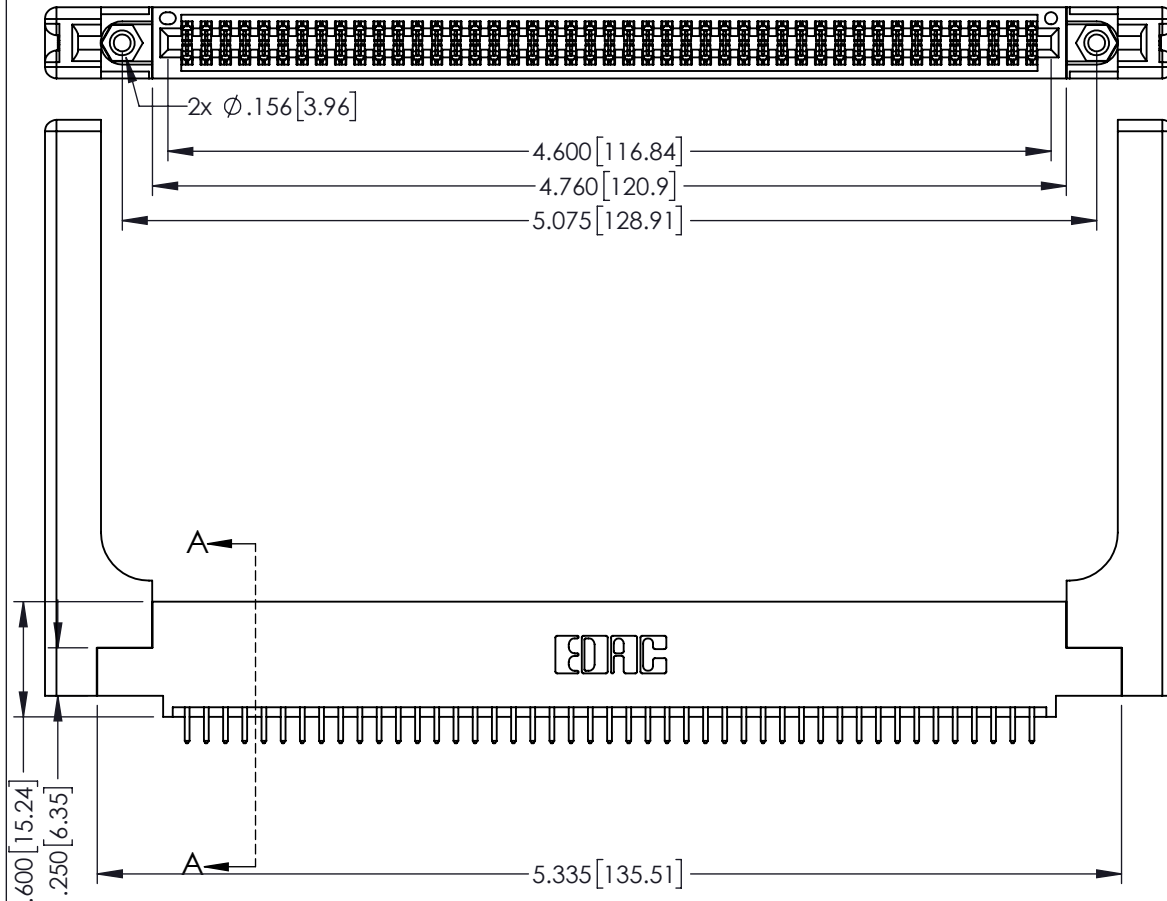 2x ∅.156[3.96]
4.600[116.84]
4.760[120.9]
5.075[128.91]
A
EDAC
.600[15.24]
.250[6.35]
A
5.335[135.51]